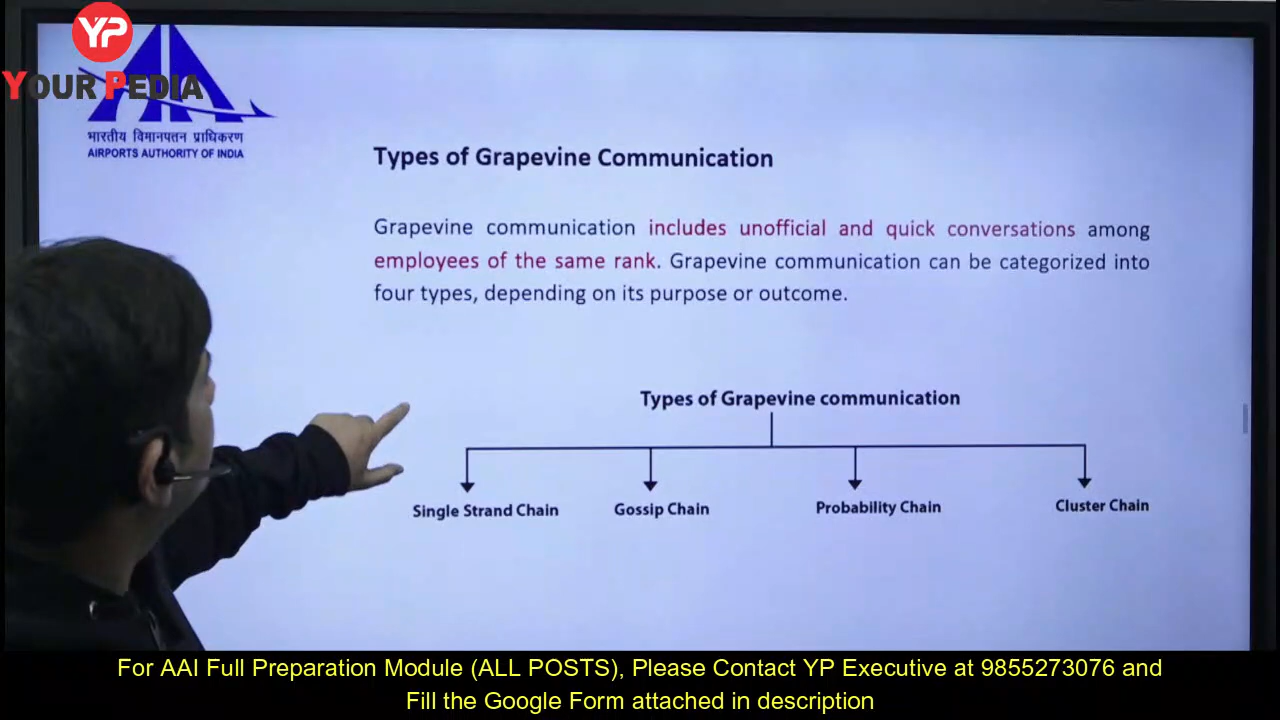 YP
YOUR PEDIA
भारतीय विमानपत्तन प्राधिकरण
AIRPORTS AUTHORITY OF INDIA
Types of Grapevine Communication
Grapevine communication includes unofficial and quick conversations among
employees of the same rank. Grapevine communication can be categorized into
four types, depending on its purpose or outcome.
Types of Grapevine communication
Single Strand Chain
Gossip Chain
Probability Chain
Cluster Chain
For AAI Full Preparation Module (ALL POSTS), Please Contact YP Executive at 9855273076 and
Fill the Google Form attached in description